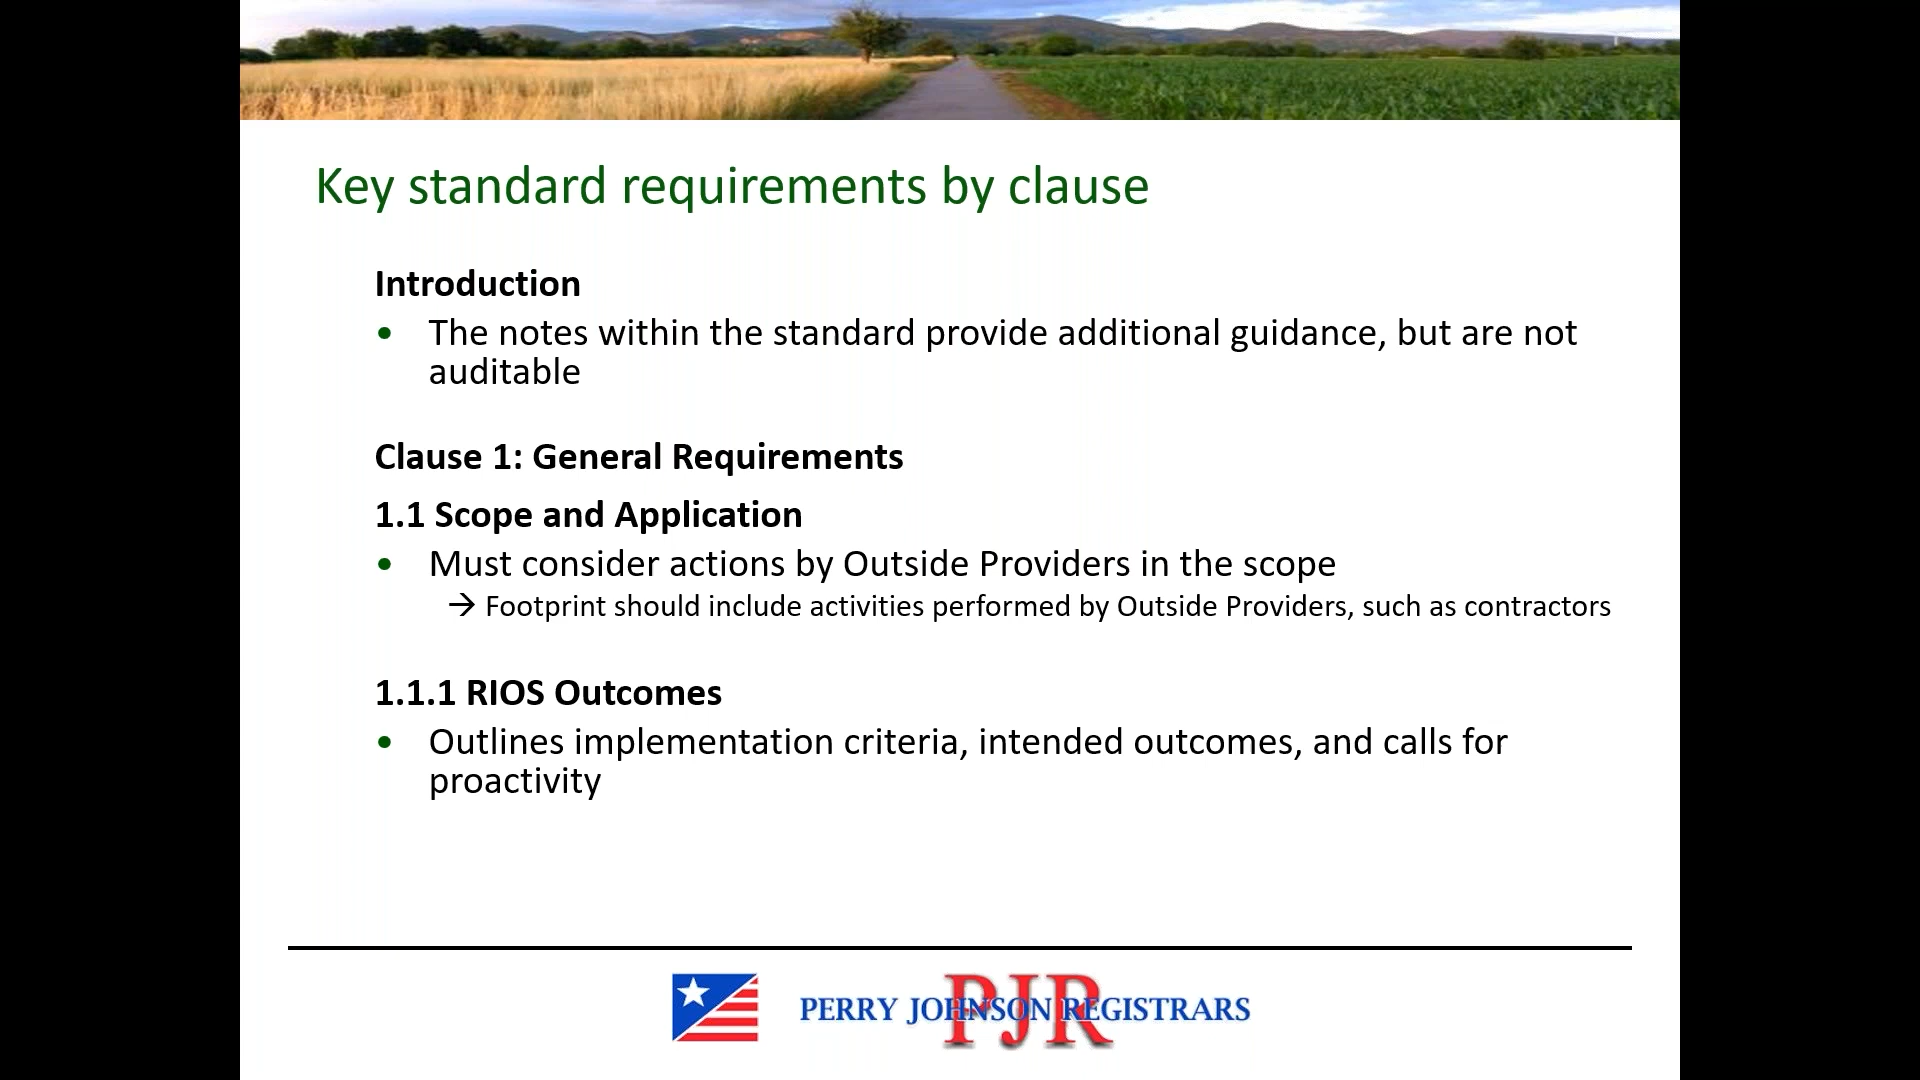 Key standard requirements by clause
Introduction
• The notes within the standard provide additional guidance, but are not
auditable
Clause 1: General Requirements
1.1 Scope and Application
• Must consider actions by Outside Providers in the scope
→ Footprint should include activities performed by Outside Providers, such as contractors
1.1.1 RIOS Outcomes
• Outlines implementation criteria, intended outcomes, and calls for
proactivity
PJR
PERRY JOHNSON REGISTRARS